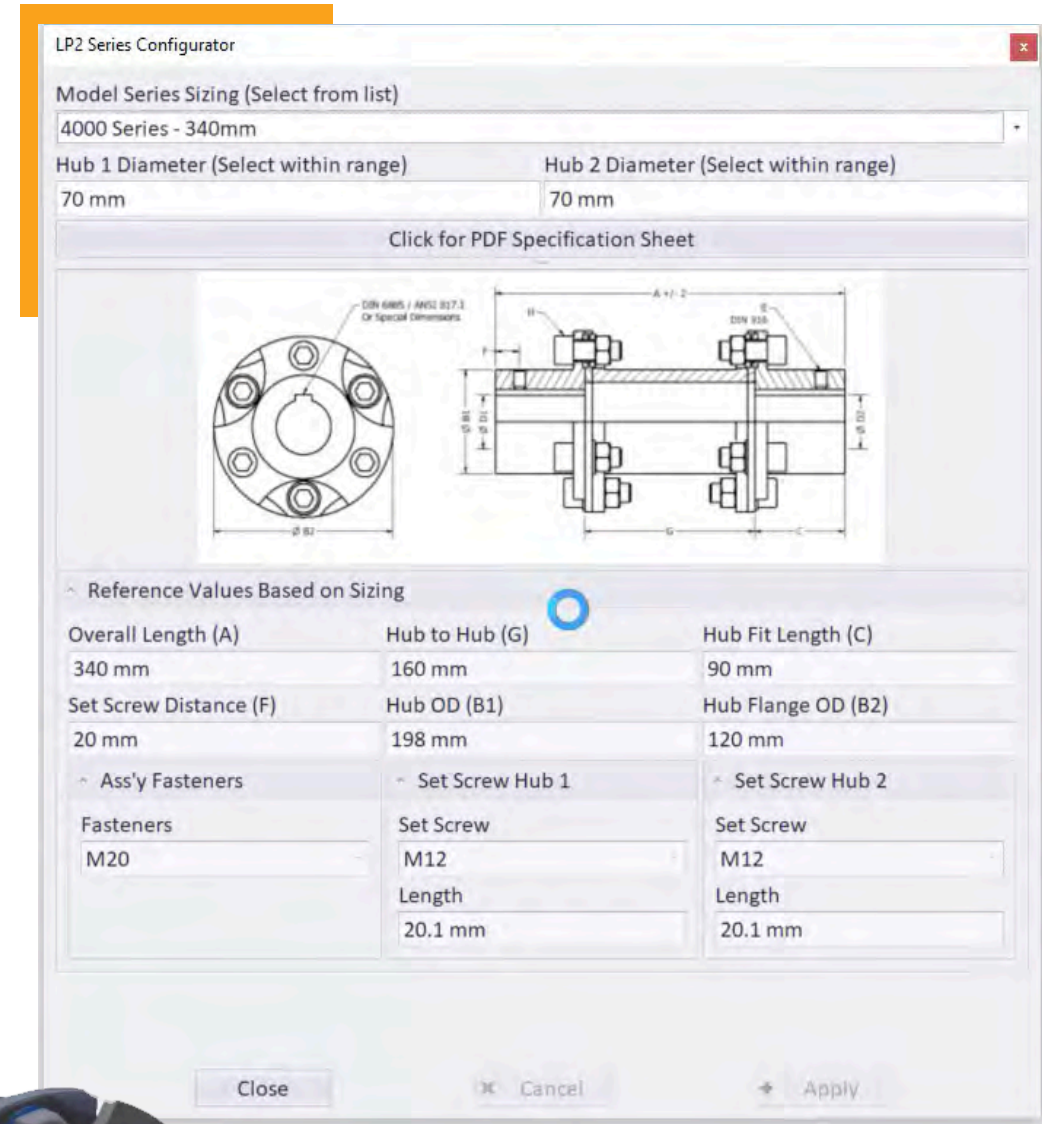 LP2 Series Configurator
x
Model Series Sizing (Select from list)
4000 Series - 340mm
Hub 1 Diameter (Select within range) Hub 2 Diameter (Select within range)
70 mm 70 mm
Click for PDF Specification Sheet
DIN 6885 / ANSI B17.1
Or Special Dimensions
A +/- 2
H
E
DIN 916
F
Ø B1
Ø D1
Ø D2
Ø B2
G
C
Reference Values Based on Sizing
Overall Length (A) Hub to Hub (G) Hub Fit Length (C)
340 mm 160 mm 90 mm
Set Screw Distance (F) Hub OD (B1) Hub Flange OD (B2)
20 mm 198 mm 120 mm
Ass'y Fasteners Set Screw Hub 1 Set Screw Hub 2
Fasteners Set Screw Set Screw
M20 M12 M12
Length Length
20.1 mm 20.1 mm
Close Cancel Apply